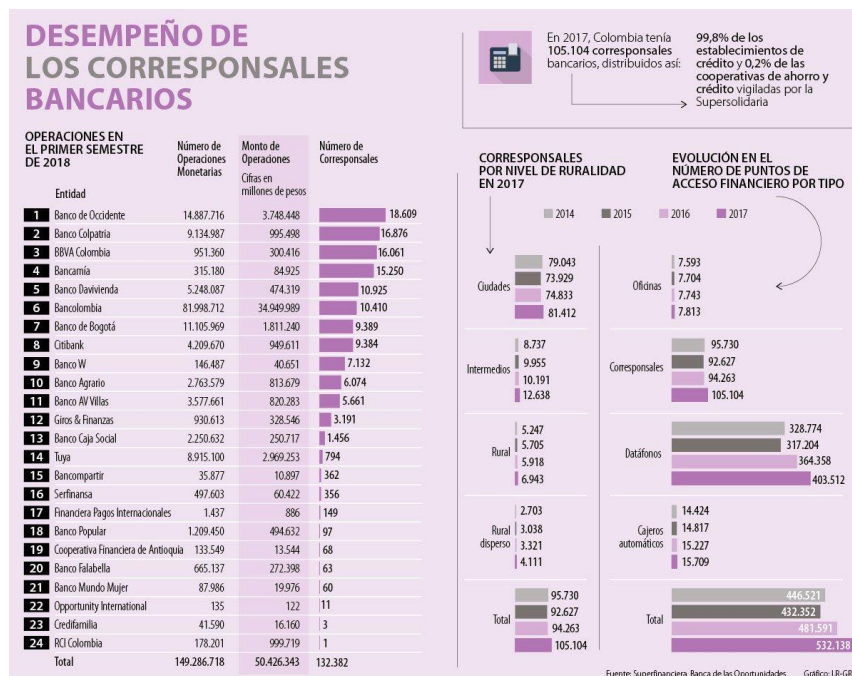 DESEMPEÑO DE
LOS CORRESPONSALES
BANCARIOS
En 2017, Colombia tenía
105.104 corresponsales
bancarios, distribuidos así:
99,8% de los
establecimientos de
crédito y 0,2% de las
cooperativas de ahorro y
crédito vigiladas por la
Supersolidaria
OPERACIONES EN
EL PRIMER SEMESTRE
DE 2018
Entidad
Número de
Operaciones
Monetarias
Monto de
Operaciones
Cifras en
millones de pesos
Número de
Corresponsales
1 Banco de Occidente 14.887.716 3.748.448 18.609
2 Banco Colpatria 9.134.987 995.498 16.876
3 BBVA Colombia 951.360 300.416 16.061
4 Bancamía 315.180 84.925 15.250
5 Banco Davivienda 5.248.087 474.319 10.925
6 Bancolombia 81.998.712 34.949.989 10.410
7 Banco de Bogotá 11.105.969 1.811.240 9.389
8 Citibank 4.209.670 949.611 9.384
9 Banco W 146.487 40.651 7.132
10 Banco Agrario 2.763.579 813.679 6.074
11 Banco AV Villas 3.577.661 820.283 5.661
12 Giros & Finanzas 930.613 328.546 3.191
13 Banco Caja Social 2.250.632 250.717 1.456
14 Tuya 8.915.100 2.969.253 794
15 Bancompartir 35.877 10.897 362
16 Serfinansa 497.603 60.422 356
17 Financiera Pagos Internacionales 1.437 886 149
18 Banco Popular 1.209.450 494.632 97
19 Cooperativa Financiera de Antioquia 133.549 13.544 68
20 Banco Falabella 665.137 272.398 63
21 Banco Mundo Mujer 87.986 19.976 60
22 Opportunity International 135 122 11
23 Credifamilia 41.590 16.160 3
24 RCI Colombia 178.201 999.719 1
Total 149.286.718 50.426.343 132.382
CORRESPONSALES
POR NIVEL DE RURALIDAD
EN 2017
EVOLUCIÓN EN EL
NÚMERO DE PUNTOS DE
ACCESO FINANCIERO POR TIPO
2014 2015 2016 2017
Ciudades
79.043
73.929
74.833
81.412
Intermedios
8.737
9.955
10.191
12.638
Rural
5.247
5.705
5.918
6.943
Rural
disperso
2.703
3.038
3.321
4.111
Total
95.730
92.627
94.263
105.104
Oficinas
7.593
7.704
7.743
7.813
Corresponsales
95.730
92.627
94.263
105.104
Datáfonos
328.774
317.204
364.358
403.512
Cajeros
automáticos
14.424
14.817
15.227
15.709
Total
446.521
432.352
481.591
532.138
Fuente: Superfinanciera, Banca de las Oportunidades Gráfico: LR-GR